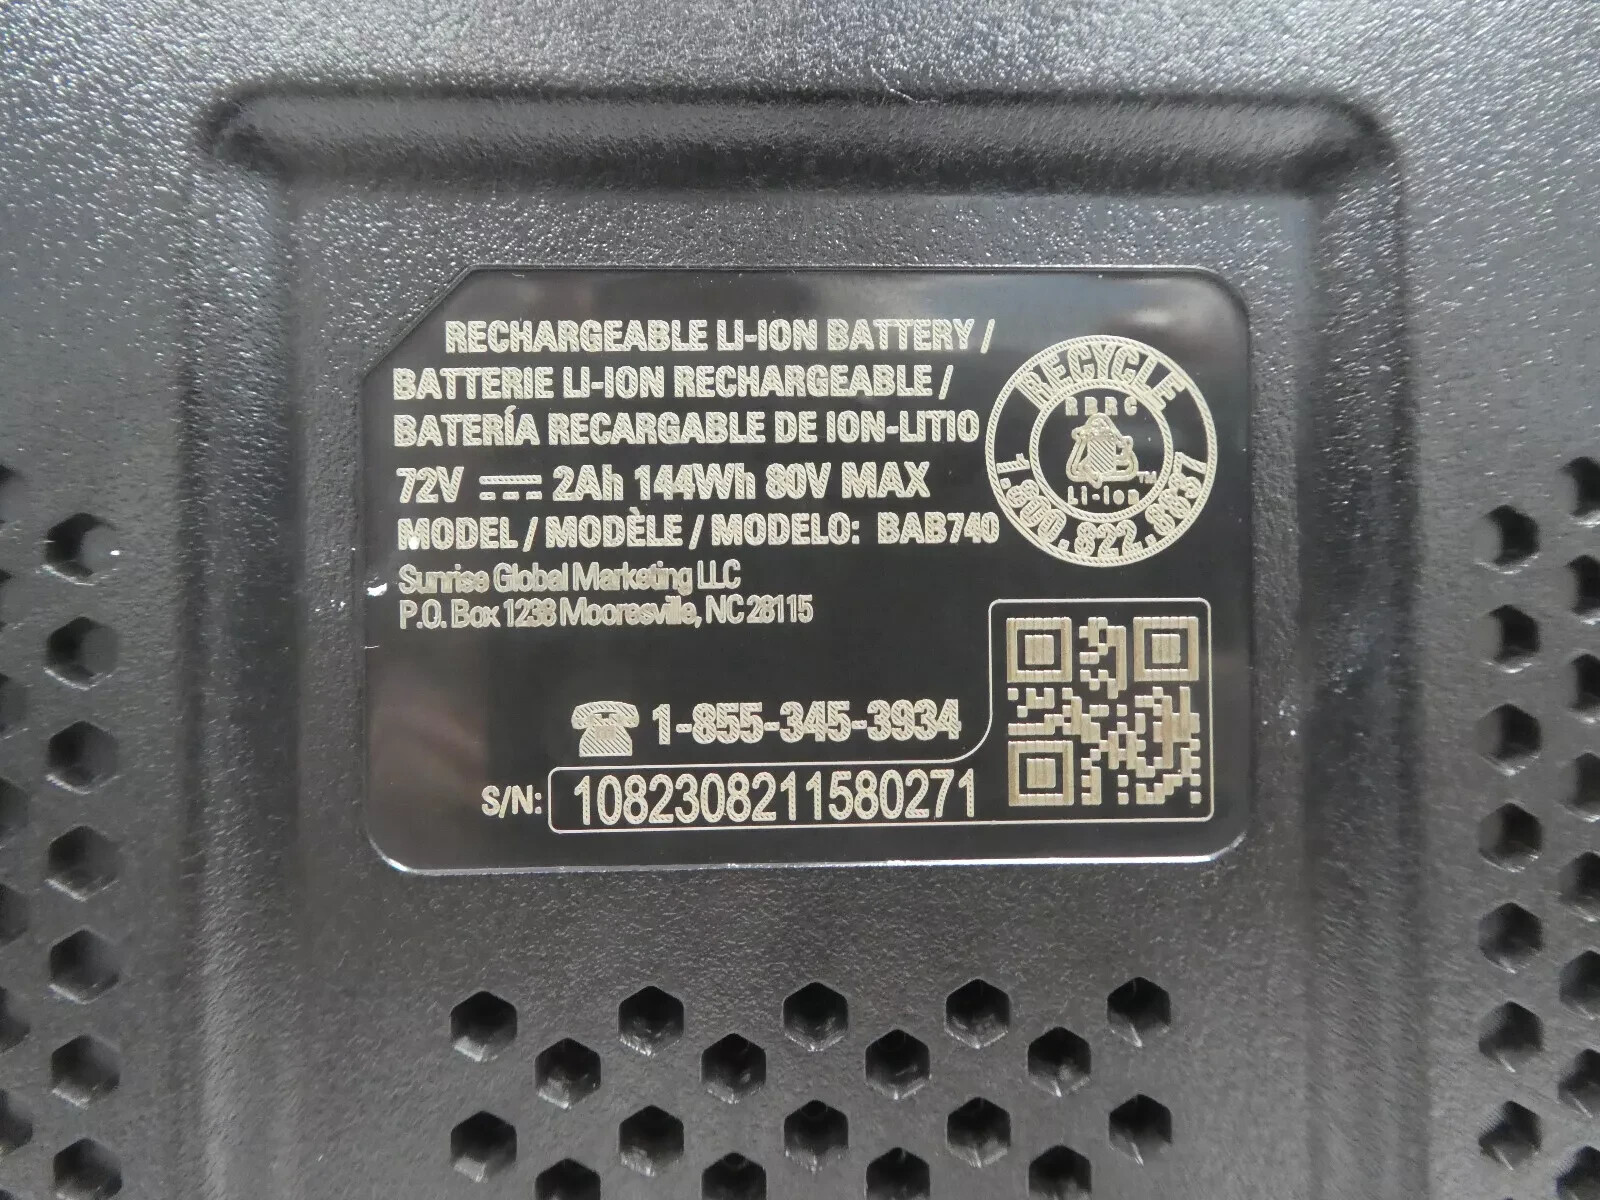 RECHARGEABLE LI-ION BATTERY /
BATTERIE LI-ION RECHARGEABLE /
BATERÍA RECARGABLE DE ION-LITIO
72V ⎓ 2Ah 144Wh 80V MAX
MODEL / MODÈLE / MODELO: BAB740
Sunrise Global Marketing LLC
P.O. Box 1238 Mooresville, NC 28115
RECYCLE
RBRC
TM
Li-Ion
1.800.822.8837
1-855-345-3934
S/N: 1082308211580271